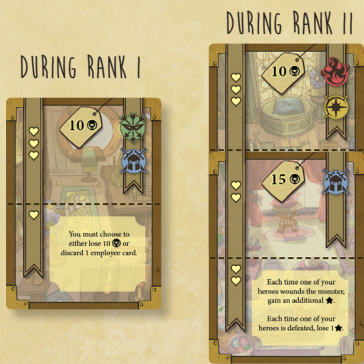 DURING RANK I
10
You must choose to
either lose 10 or
discard 1 employee card.
DURING RANK II
10
15
Each time one of your
heroes wounds the monster,
gain an additional
Each time one of your
heroes is defeated, lose 1